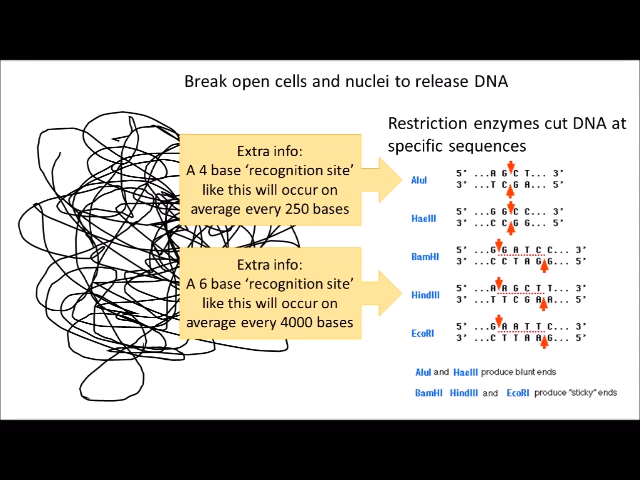 Break open cells and nuclei to release DNA
Restriction enzymes cut DNA at
specific sequences
Extra info:
A 4 base ‘recognition site’
like this will occur on
average every 250 bases
Extra info:
A 6 base ‘recognition site’
like this will occur on
average every 4000 bases
AluI
5' ...A G C T... 3'
3' ...T C G A... 5'
HaeIII
5' ...G G C C... 3'
3' ...C C G G... 5'
BamHI
5' ...G G A T C C... 3'
3' ...C C T A G G... 5'
HindIII
5' ...A A G C T T... 3'
3' ...T T C G A A... 5'
EcoRI
5' ...G A A T T C... 3'
3' ...C T T A A G... 5'
AluI and HaeIII produce blunt ends
BamHI HindIII and EcoRI produce "sticky" ends